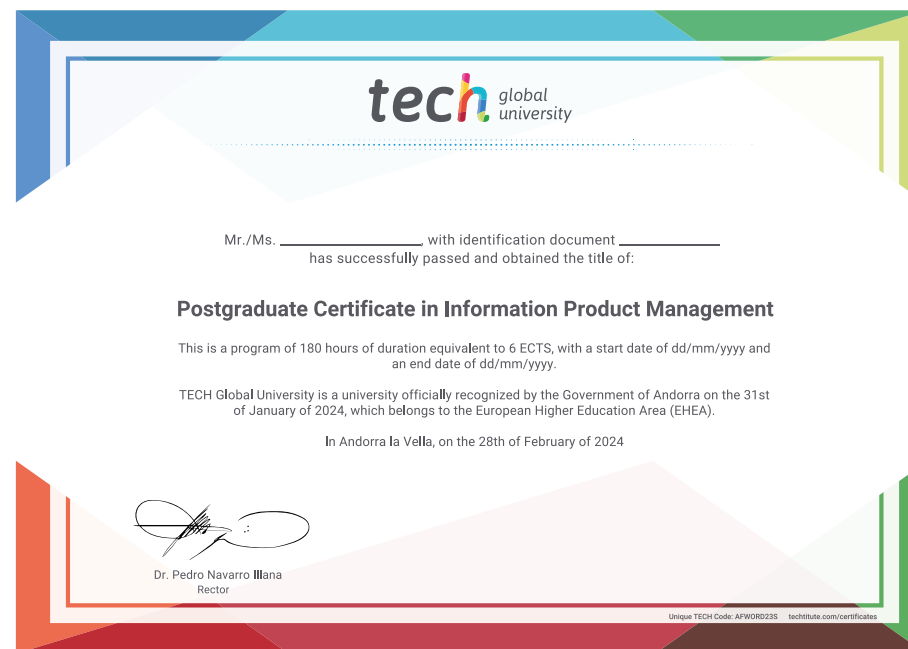 tech global
university
Mr./Ms. ____________, with identification document ____________
has successfully passed and obtained the title of:
Postgraduate Certificate in Information Product Management
This is a program of 180 hours of duration equivalent to 6 ECTS, with a start date of dd/mm/yyyy and
an end date of dd/mm/yyyy.
TECH Global University is a university officially recognized by the Government of Andorra on the 31st
of January of 2024, which belongs to the European Higher Education Area (EHEA).
In Andorra la Vella, on the 28th of February of 2024
Dr. Pedro Navarro Illana
Rector
Unique TECH Code: AFWORD23S techtitute.com/certificates